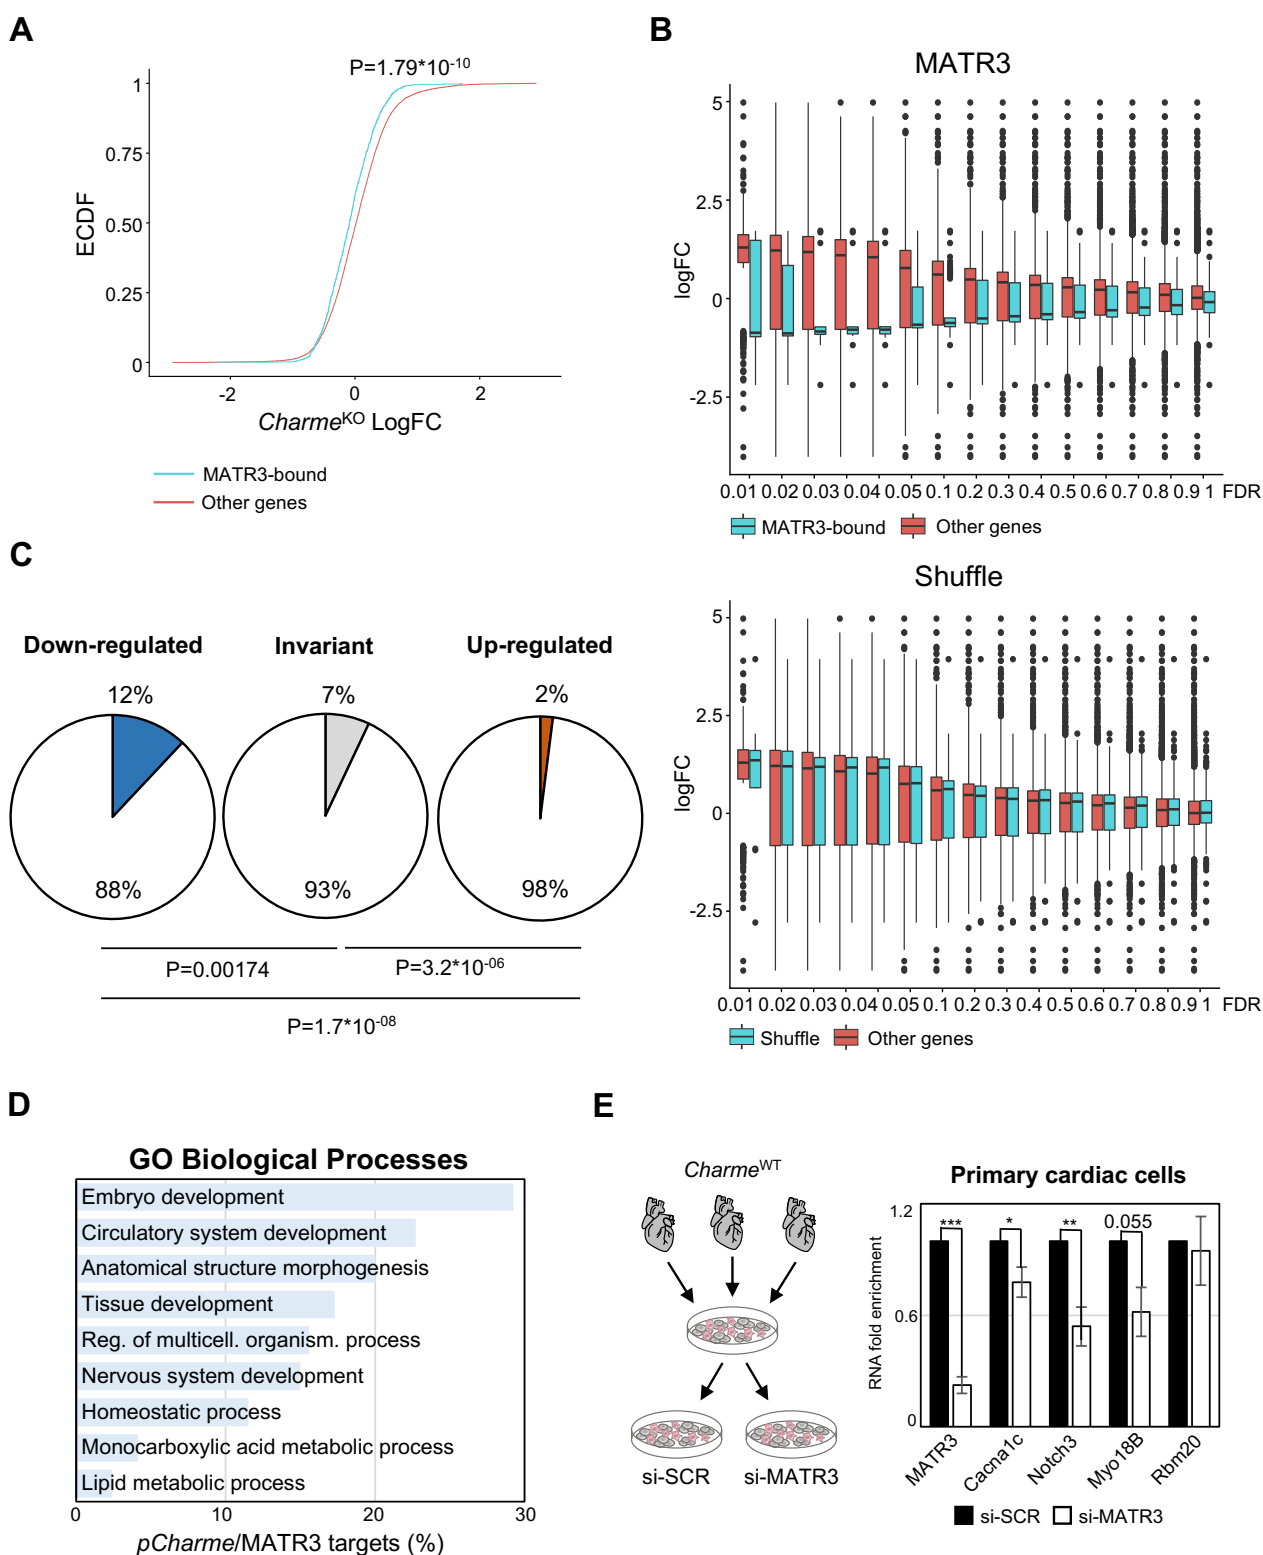 A
P=1.79*10-10
1
0.75
0.50
0.25
0
ECDF
-2 0 2
CharmeKO LogFC
MATR3-bound
Other genes
B
MATR3
5
2.5
0
-2.5
logFC
0.01 0.02 0.03 0.04 0.05 0.1 0.2 0.3 0.4 0.5 0.6 0.7 0.8 0.9 1 FDR
MATR3-bound Other genes
Shuffle
5
2.5
0
-2.5
logFC
0.01 0.02 0.03 0.04 0.05 0.1 0.2 0.3 0.4 0.5 0.6 0.7 0.8 0.9 1 FDR
Shuffle Other genes
C
Down-regulated Invariant Up-regulated
12% 7% 2%
88% 93% 98%
P=0.00174 P=3.2*10-06
P=1.7*10-08
D
GO Biological Processes
Embryo development
Circulatory system development
Anatomical structure morphogenesis
Tissue development
Reg. of multicell. organism. process
Nervous system development
Homeostatic process
Monocarboxylic acid metabolic process
Lipid metabolic process
0 10 20 30
pCharme/MATR3 targets (%)
E
CharmeWT
si-SCR si-MATR3
Primary cardiac cells
1.2
0.6
0
RNA fold enrichment
*** * ** 0.055
MATR3 Cacna1c Notch3 Myo18B Rbm20
si-SCR si-MATR3